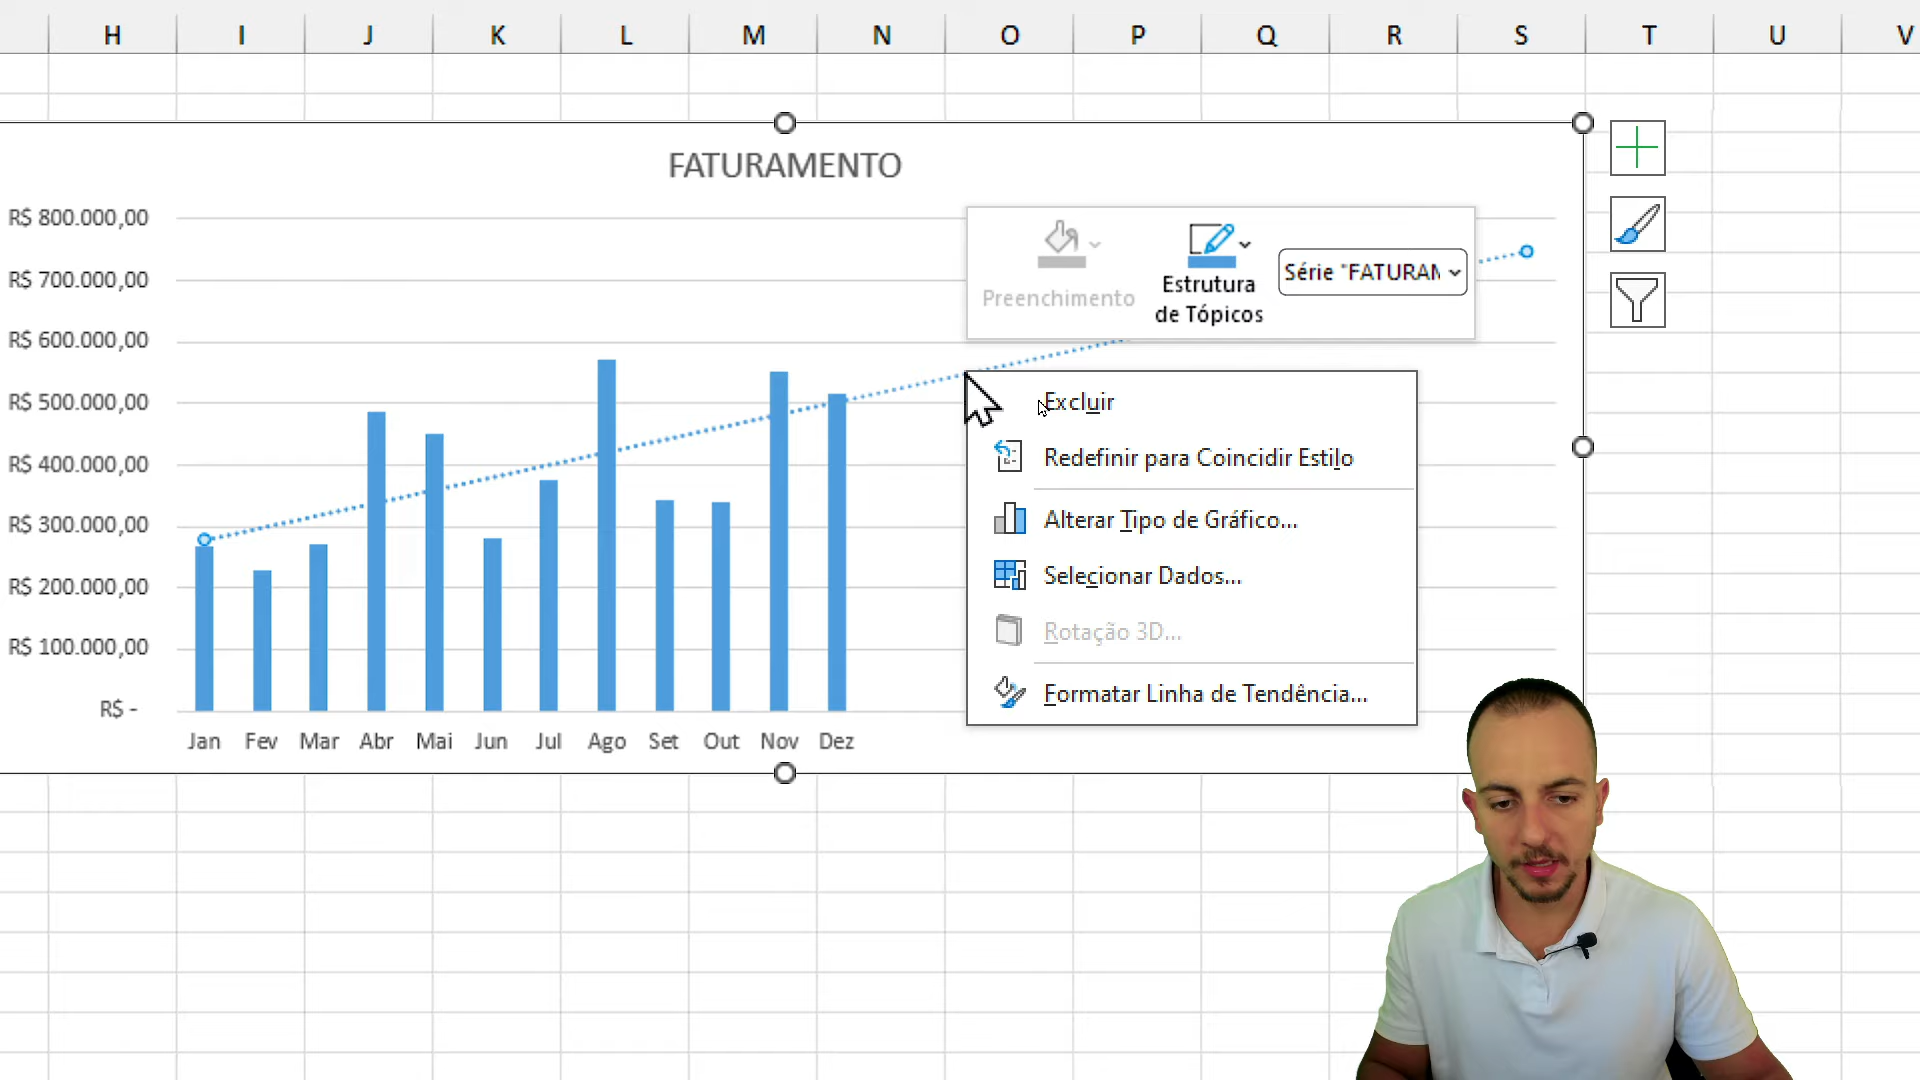 H I J K L M N O P Q R S T U V
FATURAMENTO
R$ 800.000,00
R$ 700.000,00
R$ 600.000,00
R$ 500.000,00
R$ 400.000,00
R$ 300.000,00
R$ 200.000,00
R$ 100.000,00
R$ -
Jan Fev Mar Abr Mai Jun Jul Ago Set Out Nov Dez
Preenchimento
Estrutura
de Tópicos
Série "FATURAM
Excluir
Redefinir para Coincidir Estilo
Alterar Tipo de Gráfico...
Selecionar Dados...
Rotação 3D...
Formatar Linha de Tendência...